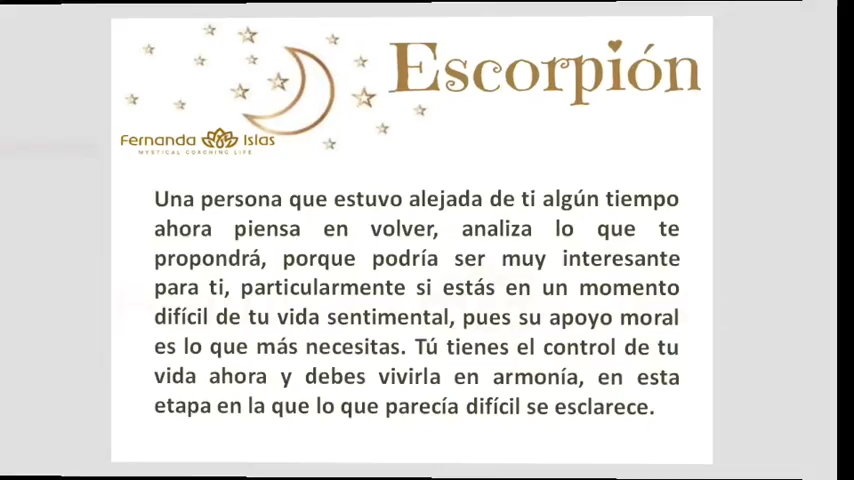 Escorpión
Fernanda Islas
MYSTICAL COACHING LIFE
Una persona que estuvo alejada de ti algún tiempo
ahora piensa en volver, analiza lo que te
propondrá, porque podría ser muy interesante
para ti, particularmente si estás en un momento
difícil de tu vida sentimental, pues su apoyo moral
es lo que más necesitas. Tú tienes el control de tu
vida ahora y debes vivirla en armonía, en esta
etapa en la que lo que parecía difícil se esclarece.